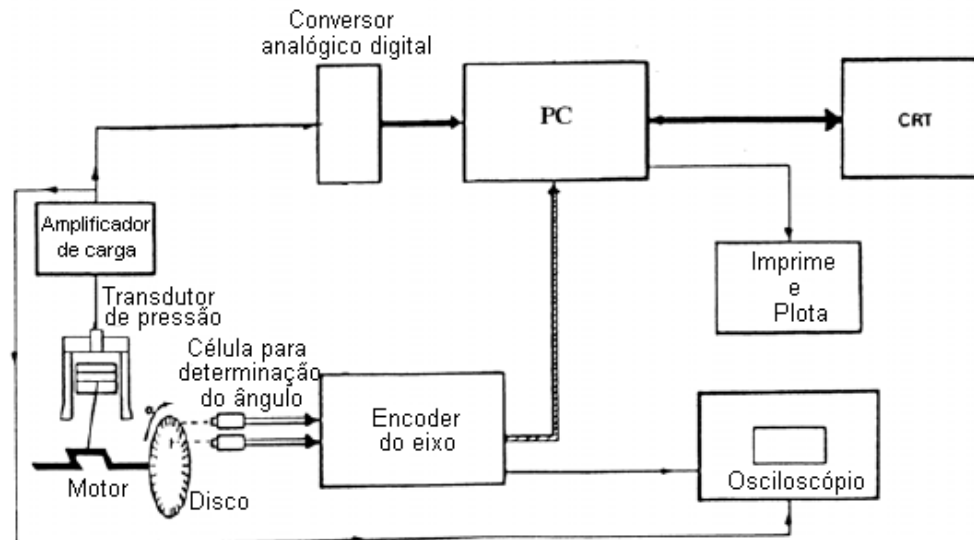 Conversor
analógico digital
PC
CRT
Amplificador
de carga
Imprime
e
Plota
Transdutor
de pressão
Célula para
determinação
do ângulo
Encoder
do eixo
Osciloscópio
Motor
Disco